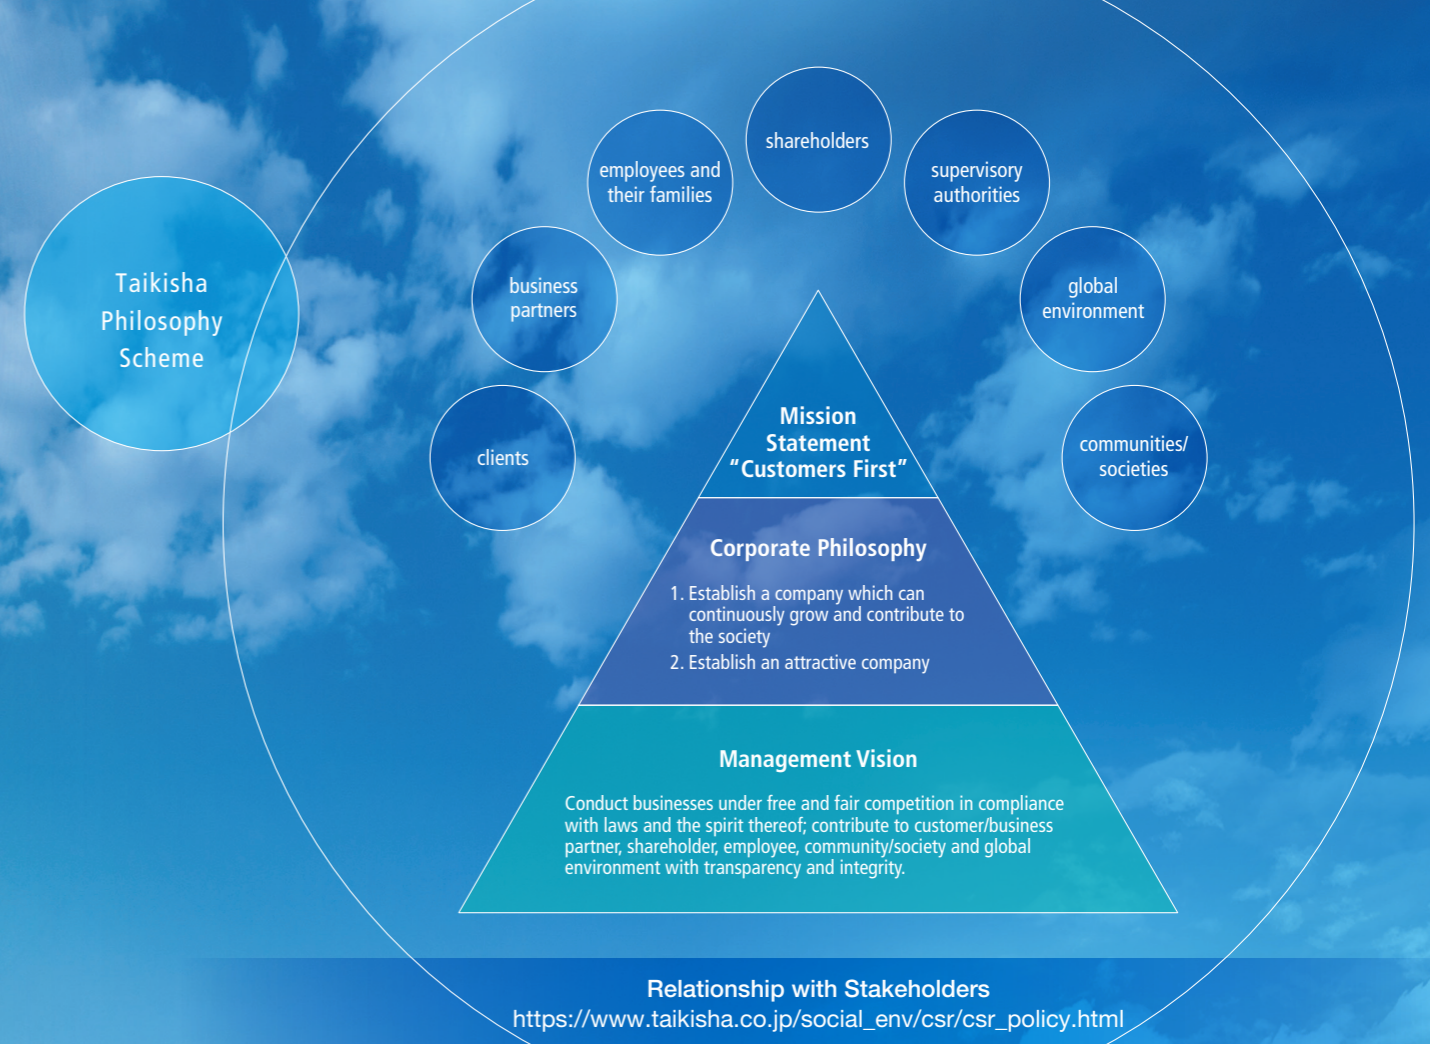 Taikisha
Philosophy
Scheme
clients
business
partners
employees and
their families
shareholders
supervisory
authorities
global
environment
communities/
societies
Mission
Statement
“Customers First”
Corporate Philosophy
1. Establish a company which can
continuously grow and contribute to
the society
2. Establish an attractive company
Management Vision
Conduct businesses under free and fair competition in compliance
with laws and the spirit thereof; contribute to customer/business
partner, shareholder, employee, community/society and global
environment with transparency and integrity.
Relationship with Stakeholders
https://www.taikisha.co.jp/social_env/csr/csr_policy.html